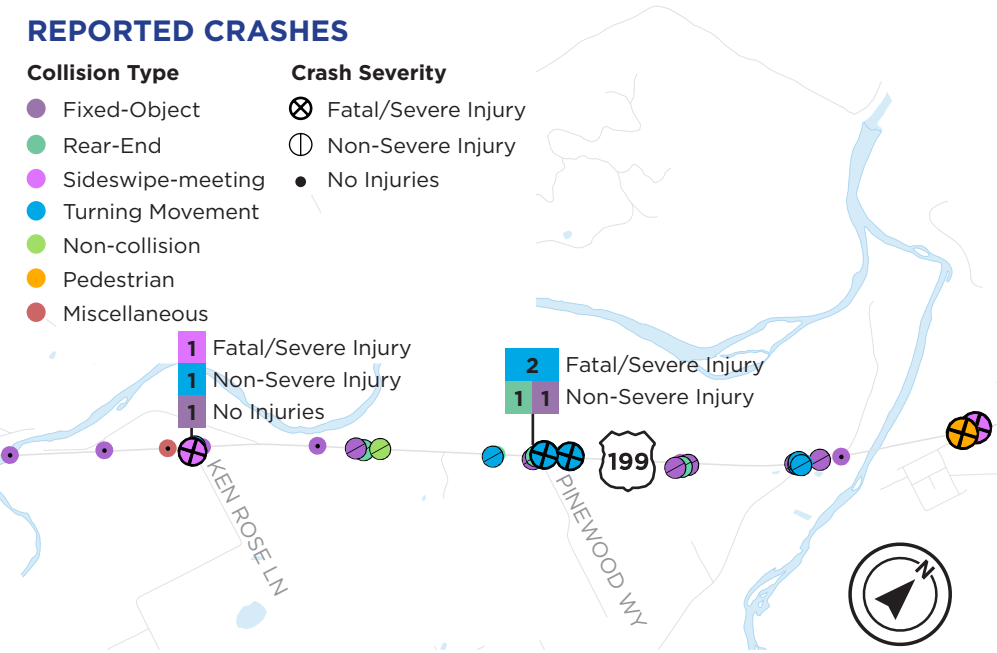 REPORTED CRASHES
Collision Type
Fixed-Object
Rear-End
Sideswipe-meeting
Turning Movement
Non-collision
Pedestrian
Miscellaneous
Crash Severity
Fatal/Severe Injury
Non-Severe Injury
No Injuries
1 Fatal/Severe Injury
1 Non-Severe Injury
1 No Injuries
2 Fatal/Severe Injury
1 1 Non-Severe Injury
199
KEN ROSE LN
PINEWOOD WY
N